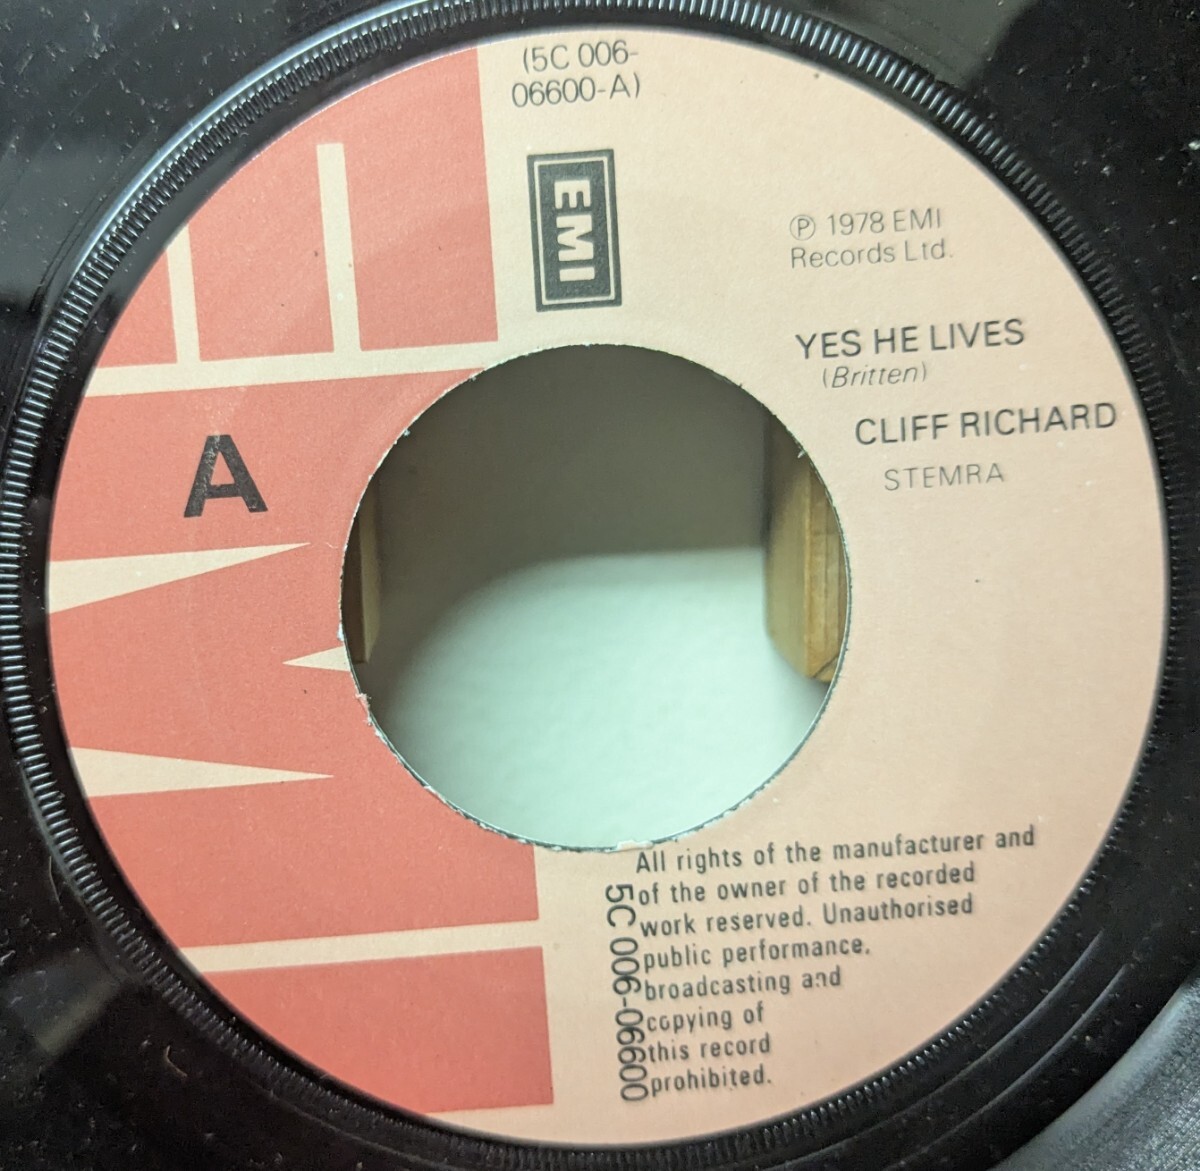 (5C 006-
06600-A)
EMI
Ⓟ 1978 EMI
Records Ltd.
YES HE LIVES
(Britten)
CLIFF RICHARD
STEMRA
A
All rights of the manufacturer and
of the owner of the recorded
work reserved. Unauthorised
public performance,
broadcasting and
copying of
this record
prohibited.
5C 006-06600